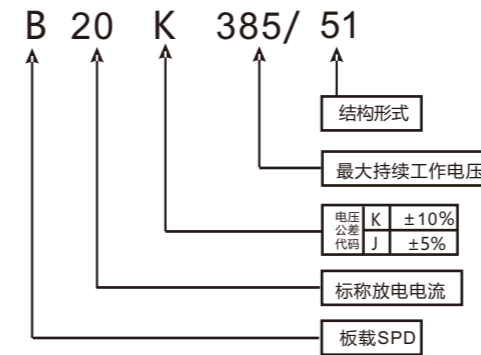 B 20 K 385/ 51
结构形式
最大持续工作电压
电压公差代码 K ±10%
J ±5%
标称放电电流
板载SPD